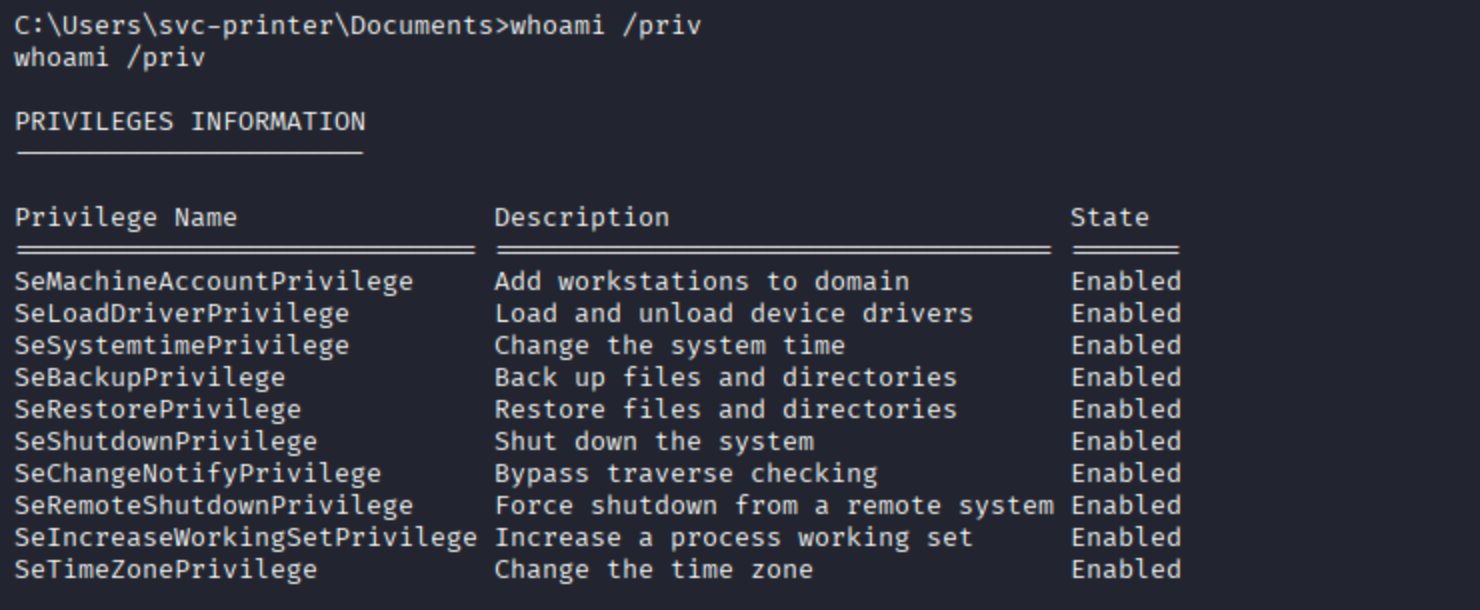 C:\Users\svc-printer\Documents>whoami /priv
whoami /priv
PRIVILEGES INFORMATION
Privilege Name Description State
SeMachineAccountPrivilege Add workstations to domain Enabled
SeLoadDriverPrivilege Load and unload device drivers Enabled
SeSystemtimePrivilege Change the system time Enabled
SeBackupPrivilege Back up files and directories Enabled
SeRestorePrivilege Restore files and directories Enabled
SeShutdownPrivilege Shut down the system Enabled
SeChangeNotifyPrivilege Bypass traverse checking Enabled
SeRemoteShutdownPrivilege Force shutdown from a remote system Enabled
SeIncreaseWorkingSetPrivilege Increase a process working set Enabled
SeTimeZonePrivilege Change the time zone Enabled